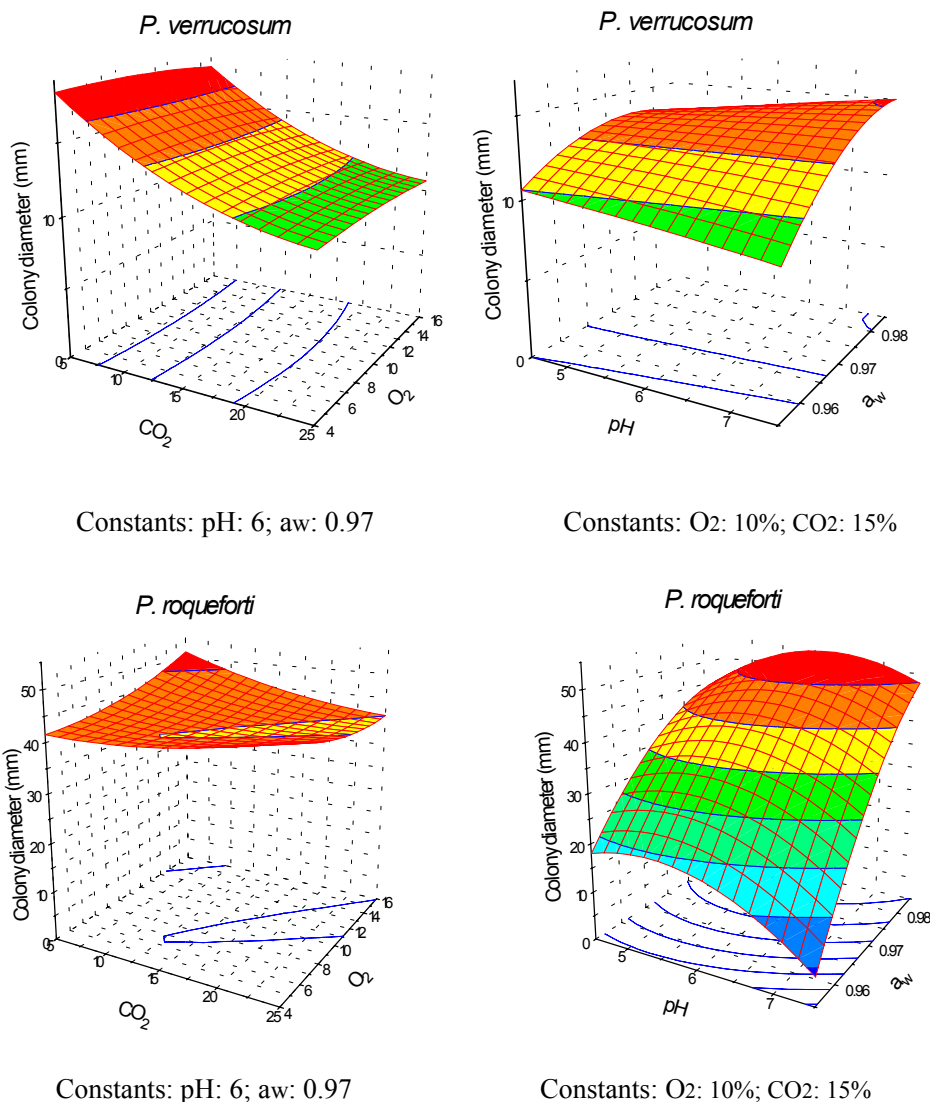 P. verrucosum
Colony diameter (mm)
10
0
5
10
15
20
25
CO2
4
6
8
10
12
14
16
O2
Constants: pH: 6; aw: 0.97
P. verrucosum
Colony diameter (mm)
10
0
5
6
7
pH
0.96
0.97
0.98
aw
Constants: O2: 10%; CO2: 15%
P. roqueforti
Colony diameter (mm)
50
40
30
20
10
0
5
10
15
20
25
CO2
4
6
8
10
12
14
16
O2
Constants: pH: 6; aw: 0.97
P. roqueforti
Colony diameter (mm)
50
40
30
20
10
0
5
6
7
pH
0.96
0.97
0.98
aw
Constants: O2: 10%; CO2: 15%